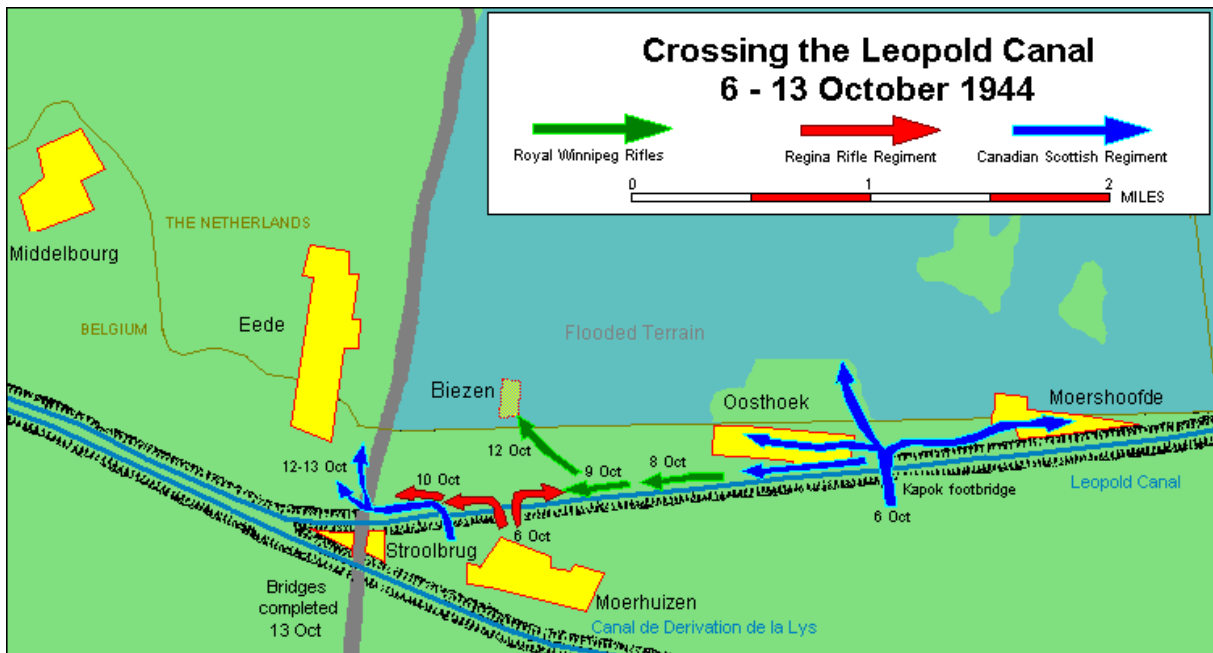 Crossing the Leopold Canal
6 - 13 October 1944
Royal Winnipeg Rifles
Regina Rifle Regiment
Canadian Scottish Regiment
0
1
2
MILES
THE NETHERLANDS
Middelbourg
BELGIUM
Eede
Flooded Terrain
Biezen
Oosthoek
Moershoofde
12 Oct
9 Oct
8 Oct
12-13 Oct
10 Oct
Kapok footbridge
Leopold Canal
6 Oct
6 Oct
Stroolbrug
Bridges
completed
13 Oct
Moerhuizen
Canal de Derivation de la Lys